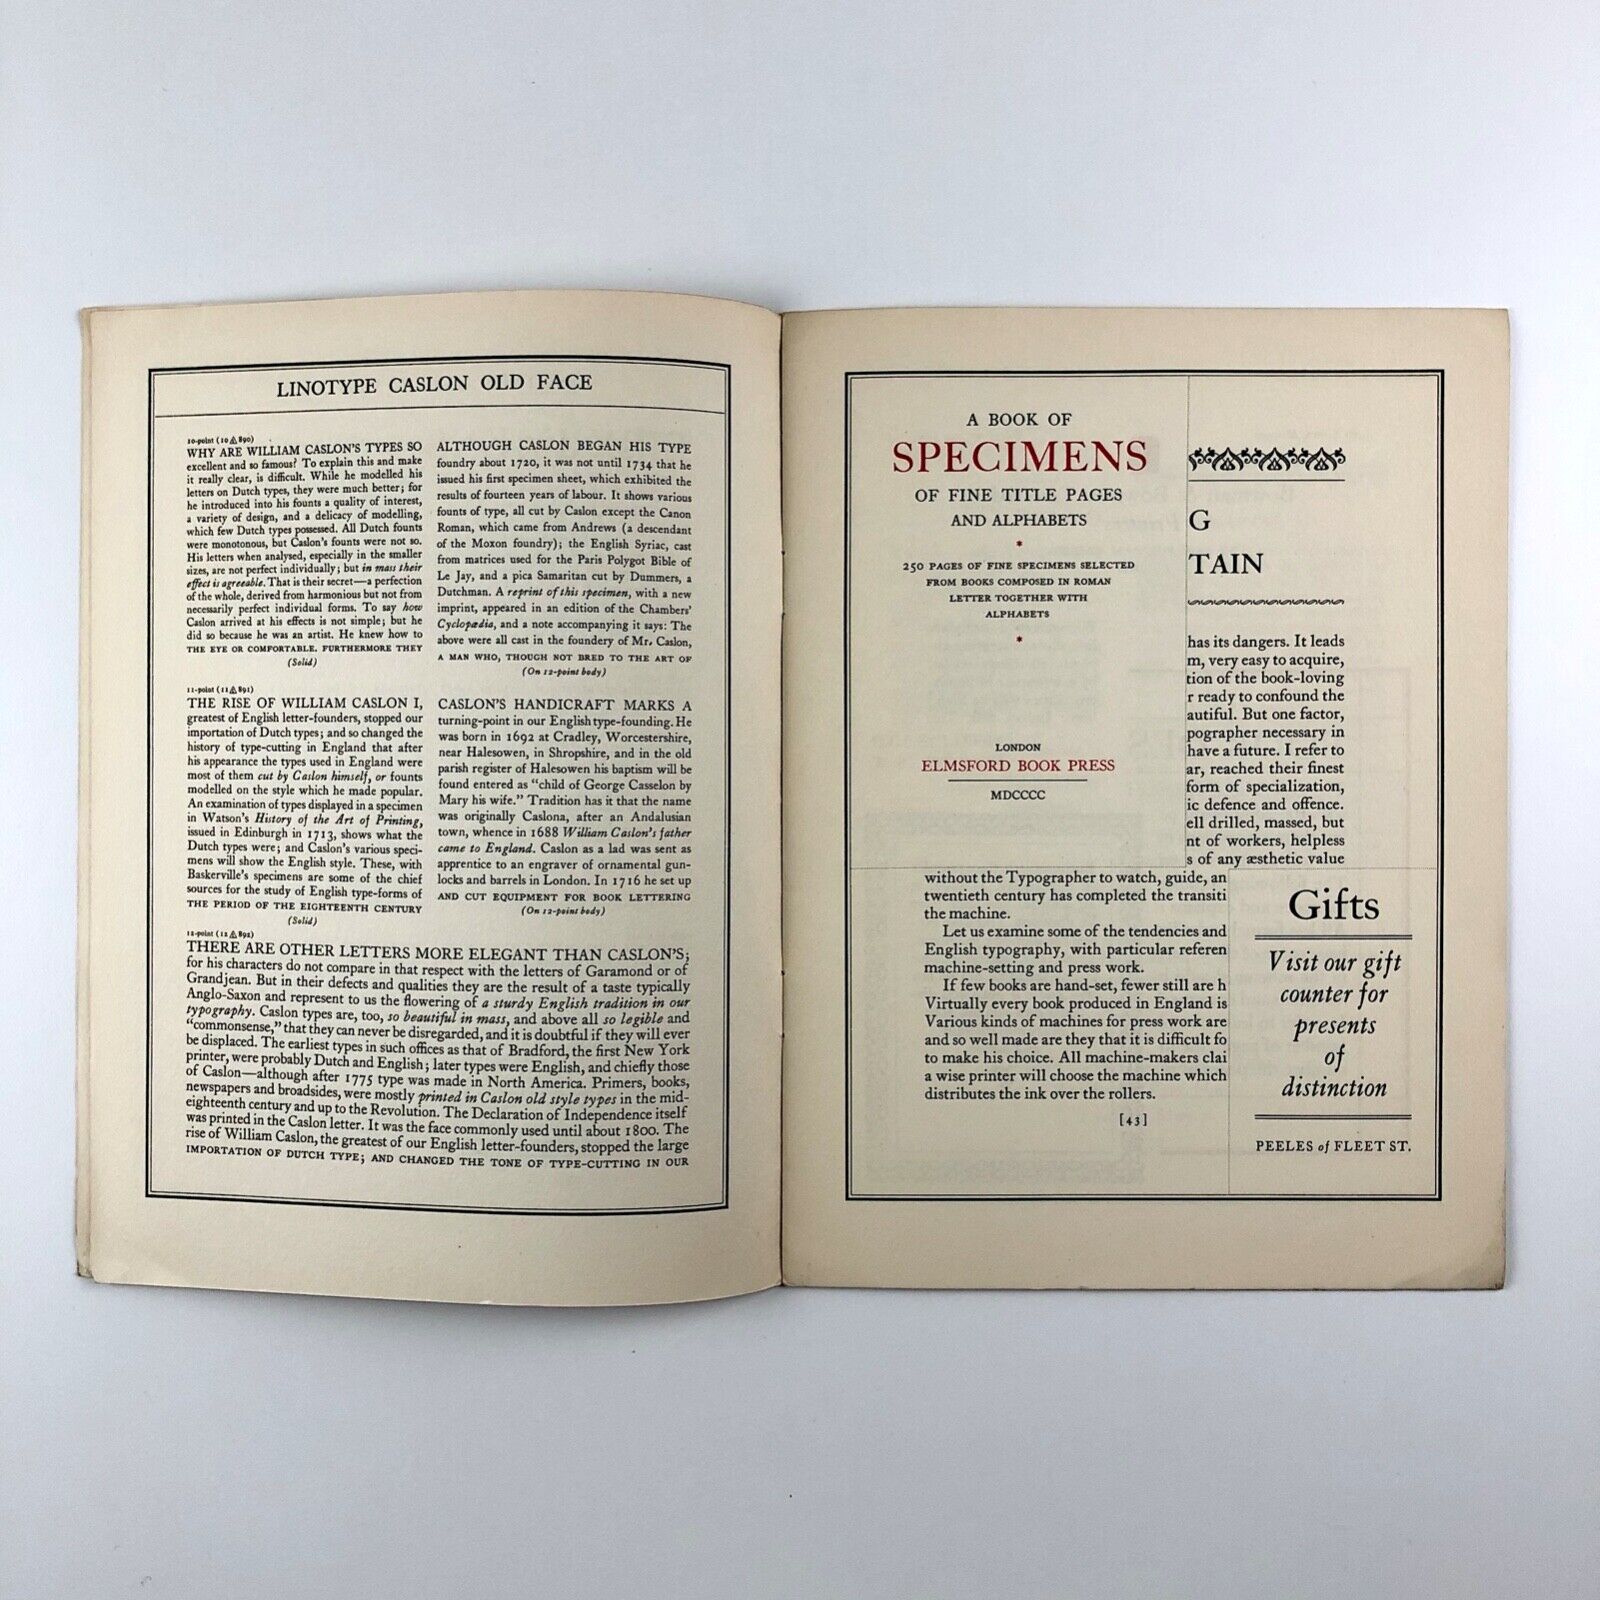 LINOTYPE CASLON OLD FACE
10-point (10△890)
WHY ARE WILLIAM CASLON'S TYPES SO
excellent and so famous? To explain this and make
it really clear, is difficult. While he modelled his
letters on Dutch types, they were much better; for
he introduced into his founts a quality of interest,
a variety of design, and a delicacy of modelling,
which few Dutch types possessed. All Dutch founts
were monotonous, but Caslon's founts were not so.
His letters when analysed, especially in the smaller
sizes, are not perfect individually; but in mass their
effect is agreeable. That is their secret—a perfection
of the whole, derived from harmonious but not from
necessarily perfect individual forms. To say how
Caslon arrived at his effects is not simple; but he
did so because he was an artist. He knew how to
THE EYE OR COMFORTABLE. FURTHERMORE THEY
(Solid)
ALTHOUGH CASLON BEGAN HIS TYPE
foundry about 1720, it was not until 1734 that he
issued his first specimen sheet, which exhibited the
results of fourteen years of labour. It shows various
founts of type, all cut by Caslon except the Canon
Roman, which came from Andrews (a descendant
of the Moxon foundry); the English Syriac, cast
from matrices used for the Paris Polygot Bible of
Le Jay, and a pica Samaritan cut by Dummers, a
Dutchman. A reprint of this specimen, with a new
imprint, appeared in an edition of the Chambers'
Cyclopædia, and a note accompanying it says: The
above were all cast in the foundery of Mr. Caslon,
A MAN WHO, THOUGH NOT BRED TO THE ART OF
(On 12-point body)
11-point (11△891)
THE RISE OF WILLIAM CASLON I,
greatest of English letter-founders, stopped our
importation of Dutch types; and so changed the
history of type-cutting in England that after
his appearance the types used in England were
most of them cut by Caslon himself, or founts
modelled on the style which he made popular.
An examination of types displayed in a specimen
in Watson's History of the Art of Printing,
issued in Edinburgh in 1713, shows what the
Dutch types were; and Caslon's various speci-
mens will show the English style. These, with
Baskerville's specimens are some of the chief
sources for the study of English type-forms of
THE PERIOD OF THE EIGHTEENTH CENTURY
(Solid)
CASLON'S HANDICRAFT MARKS A
turning-point in our English type-founding. He
was born in 1692 at Cradley, Worcestershire,
near Halesowen, in Shropshire, and in the old
parish register of Halesowen his baptism will be
found entered as "child of George Casselon by
Mary his wife." Tradition has it that the name
was originally Caslona, after an Andalusian
town, whence in 1688 William Caslon's father
came to England. Caslon as a lad was sent as
apprentice to an engraver of ornamental gun-
locks and barrels in London. In 1716 he set up
AND CUT EQUIPMENT FOR BOOK LETTERING
(On 12-point body)
12-point (12△892)
THERE ARE OTHER LETTERS MORE ELEGANT THAN CASLON'S;
for his characters do not compare in that respect with the letters of Garamond or of
Grandjean. But in their defects and qualities they are the result of a taste typically
Anglo-Saxon and represent to us the flowering of a sturdy English tradition in our
typography. Caslon types are, too, so beautiful in mass, and above all so legible and
"commonsense," that they can never be disregarded, and it is doubtful if they will ever
be displaced. The earliest types in such offices as that of Bradford, the first New York
printer, were probably Dutch and English; later types were English, and chiefly those
of Caslon—although after 1775 type was made in North America. Primers, books,
newspapers and broadsides, were mostly printed in Caslon old style types in the mid-
eighteenth century and up to the Revolution. The Declaration of Independence itself
was printed in the Caslon letter. It was the face commonly used until about 1800. The
rise of William Caslon, the greatest of our English letter-founders, stopped the large
IMPORTATION OF DUTCH TYPE; AND CHANGED THE TONE OF TYPE-CUTTING IN OUR
A BOOK OF
SPECIMENS
OF FINE TITLE PAGES
AND ALPHABETS
*
250 PAGES OF FINE SPECIMENS SELECTED
FROM BOOKS COMPOSED IN ROMAN
LETTER TOGETHER WITH
ALPHABETS
*
LONDON
ELMSFORD BOOK PRESS
MDCCCC
G
TAIN
has its dangers. It leads
m, very easy to acquire,
tion of the book-loving
r ready to confound the
autiful. But one factor,
pographer necessary in
have a future. I refer to
ar, reached their finest
form of specialization,
ic defence and offence.
ell drilled, massed, but
nt of workers, helpless
s of any æsthetic value
without the Typographer to watch, guide, an
twentieth century has completed the transiti
the machine.
Let us examine some of the tendencies and
English typography, with particular referen
machine-setting and press work.
If few books are hand-set, fewer still are h
Virtually every book produced in England is
Various kinds of machines for press work are
and so well made are they that it is difficult fo
to make his choice. All machine-makers clai
a wise printer will choose the machine which
distributes the ink over the rollers.
[43]
Gifts
Visit our gift
counter for
presents
of
distinction
PEELES of FLEET ST.